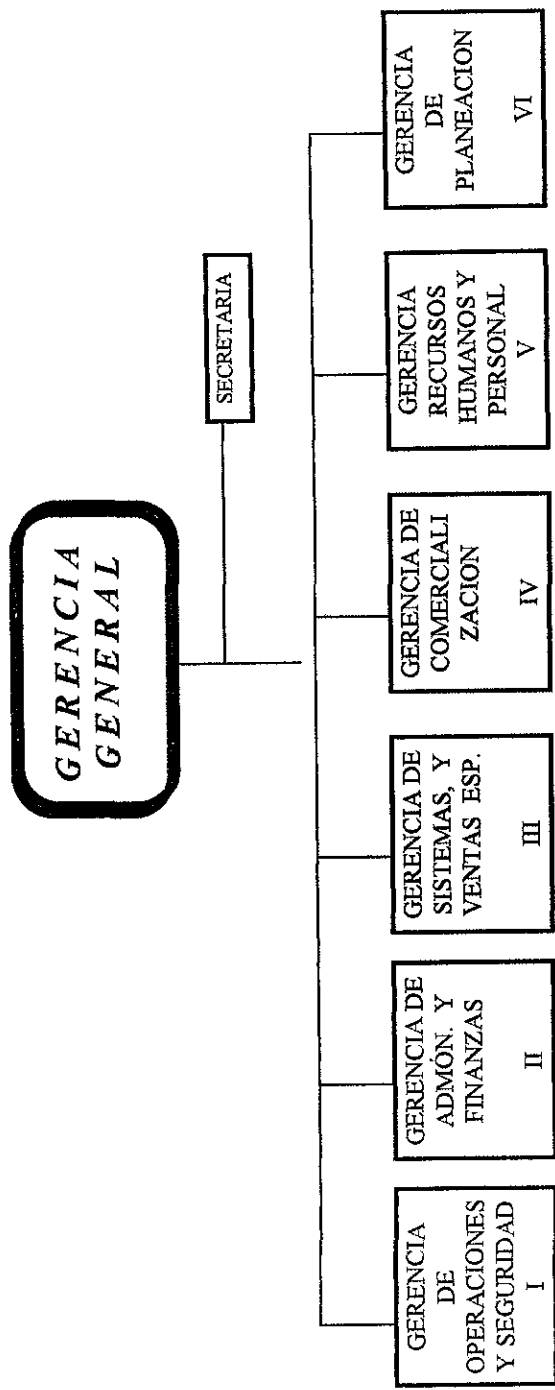 GERENCIA
GENERAL
SECRETARIA
GERENCIA
DE
OPERACIONES
Y SEGURIDAD
I
GERENCIA DE
ADMÓN. Y
FINANZAS
II
GERENCIA DE
SISTEMAS, Y
VENTAS ESP.
III
GERENCIA DE
COMERCIALI
ZACION
IV
GERENCIA
RECURSOS
HUMANOS Y
PERSONAL
V
GERENCIA
DE
PLANEACION
VI